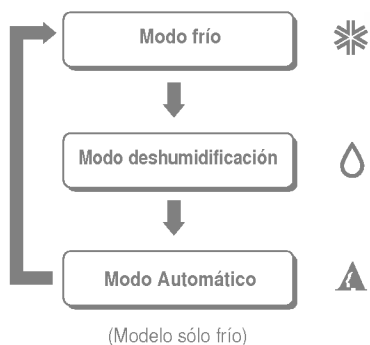 Modo frío
Modo deshumidificación
Modo Automático
(Modelo sólo frío)